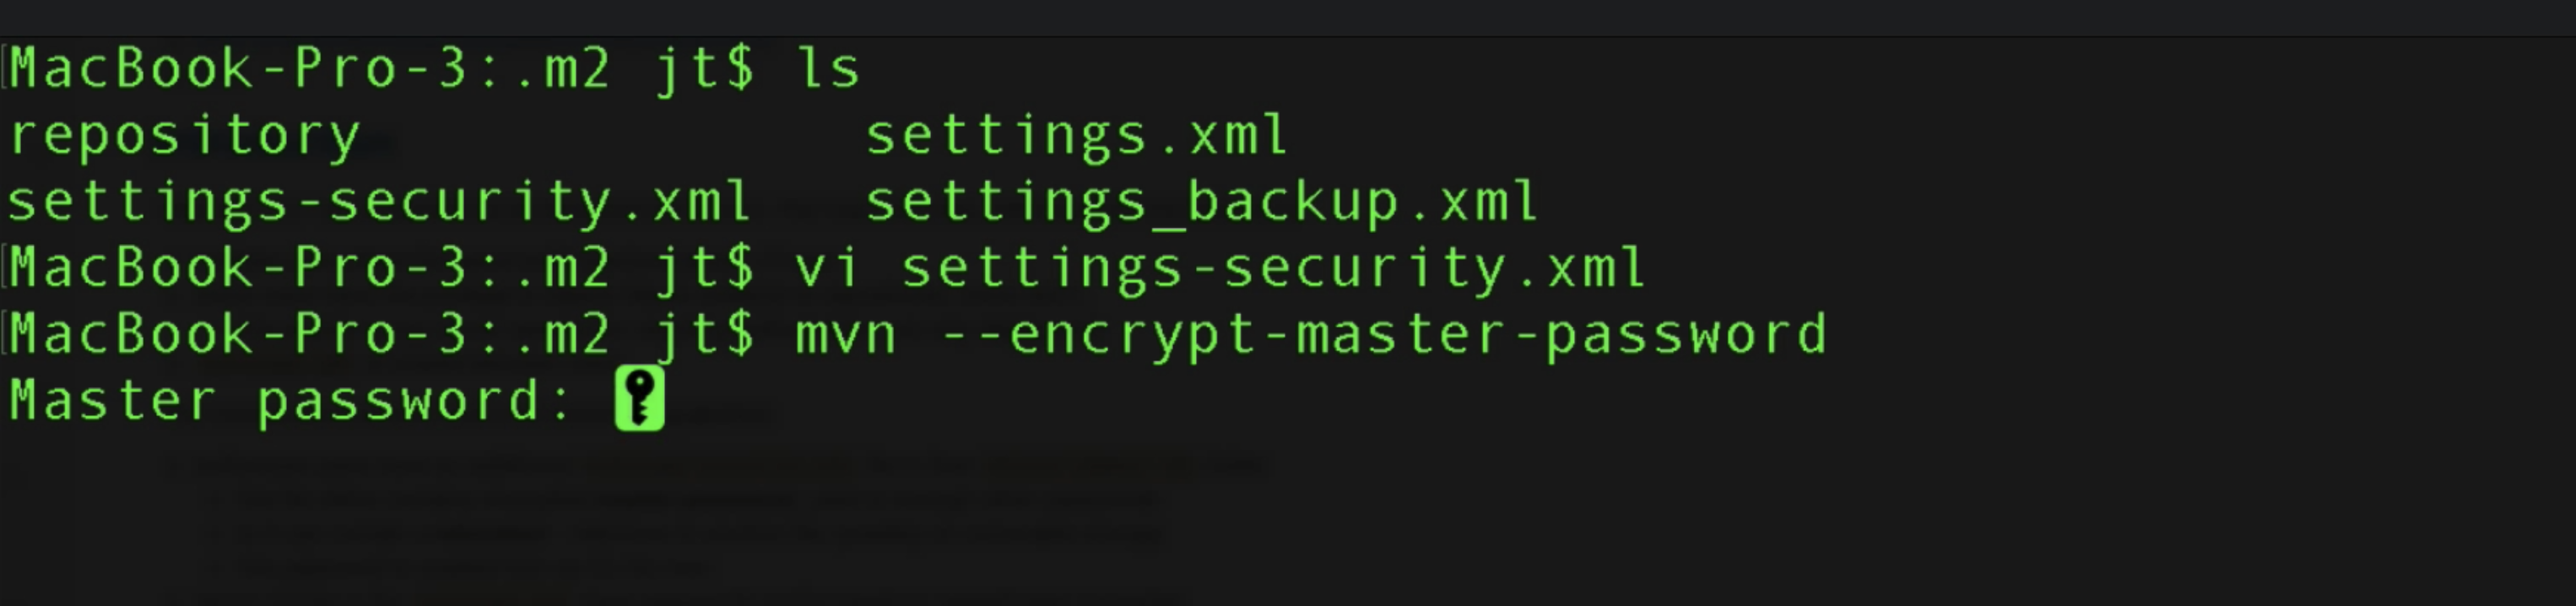 MacBook-Pro-3:.m2 jt$ ls
repository settings.xml
settings-security.xml settings_backup.xml
MacBook-Pro-3:.m2 jt$ vi settings-security.xml
MacBook-Pro-3:.m2 jt$ mvn --encrypt-master-password
Master password: